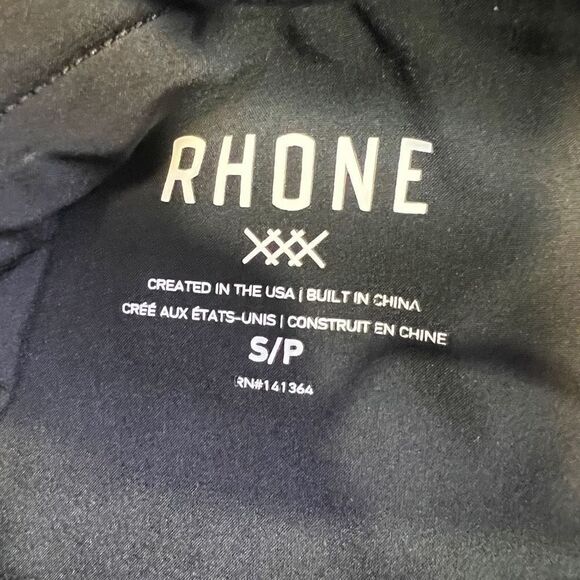 RHONE
CREATED IN THE USA | BUILT IN CHINA
CRÉÉ AUX ÉTATS-UNIS | CONSTRUIT EN CHINE
S/P
RN#141364